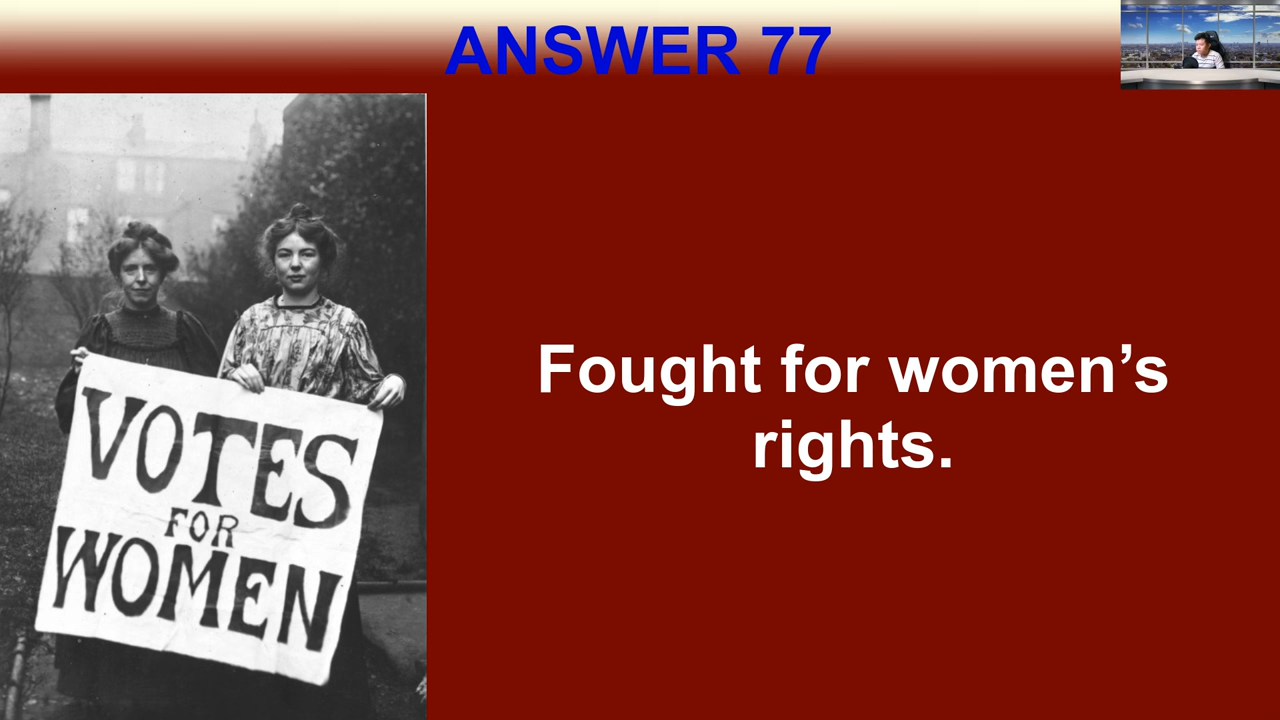 ANSWER 77
VOTES
FOR
WOMEN
Fought for women’s
rights.